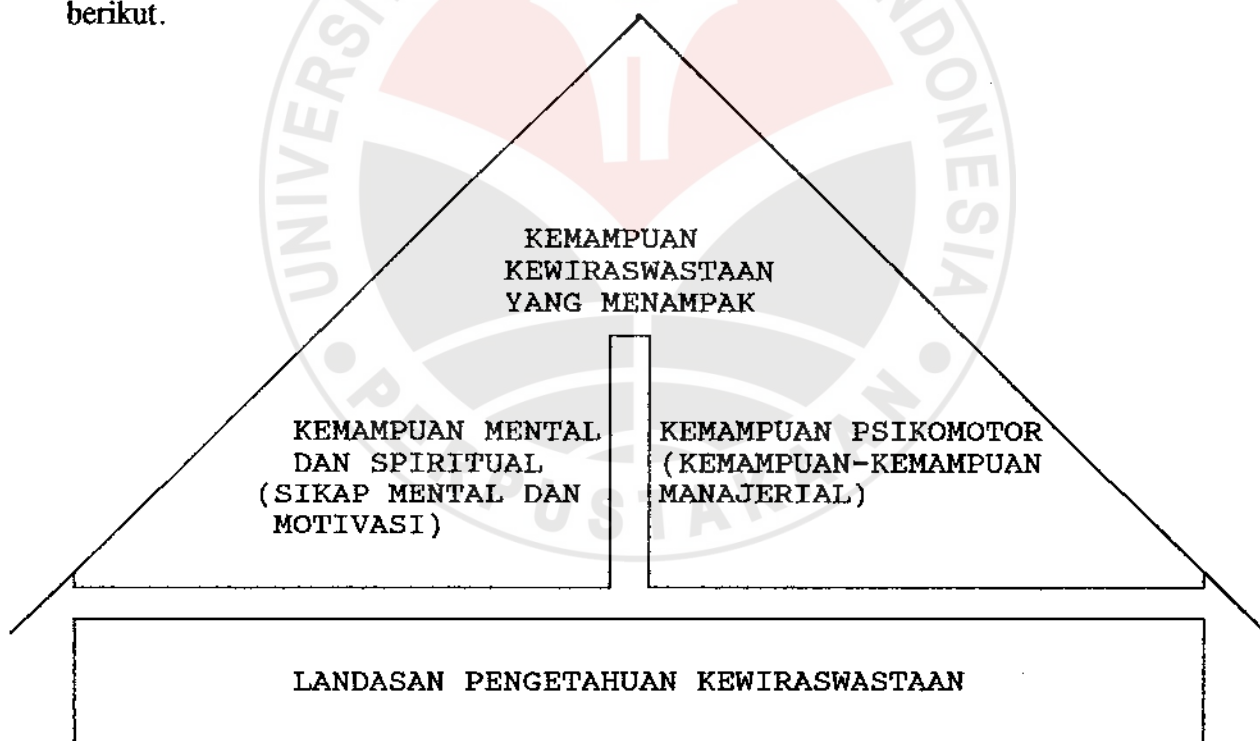 berikut.
KEMAMPUAN
KEWIRASWASTAAN
YANG MENAMPAK
KEMAMPUAN MENTAL
DAN SPIRITUAL
(SIKAP MENTAL DAN
MOTIVASI)
KEMAMPUAN PSIKOMOTOR
(KEMAMPUAN-KEMAMPUAN
MANAJERIAL)
LANDASAN PENGETAHUAN KEWIRASWASTAAN
PERPUSTAKAAN